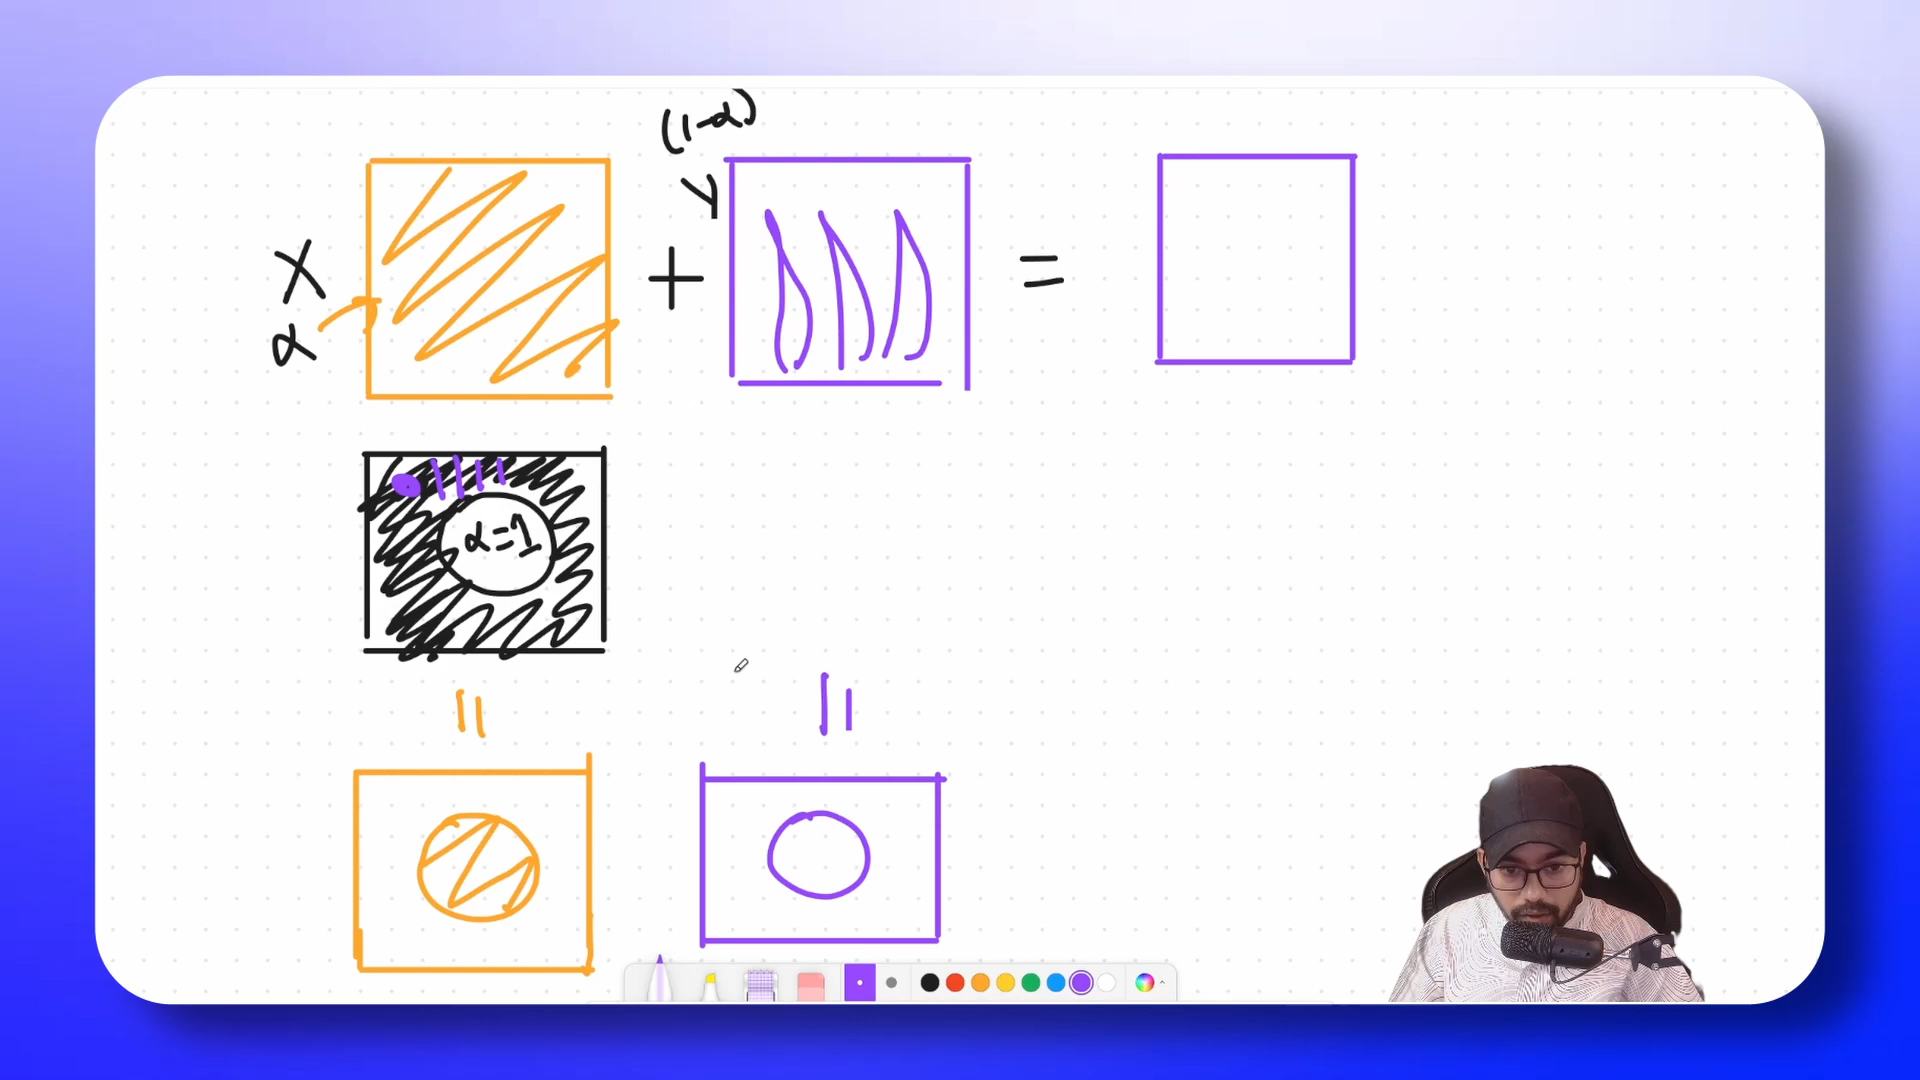 (1-α)
Y
X
+
=
α
α=1
=
=